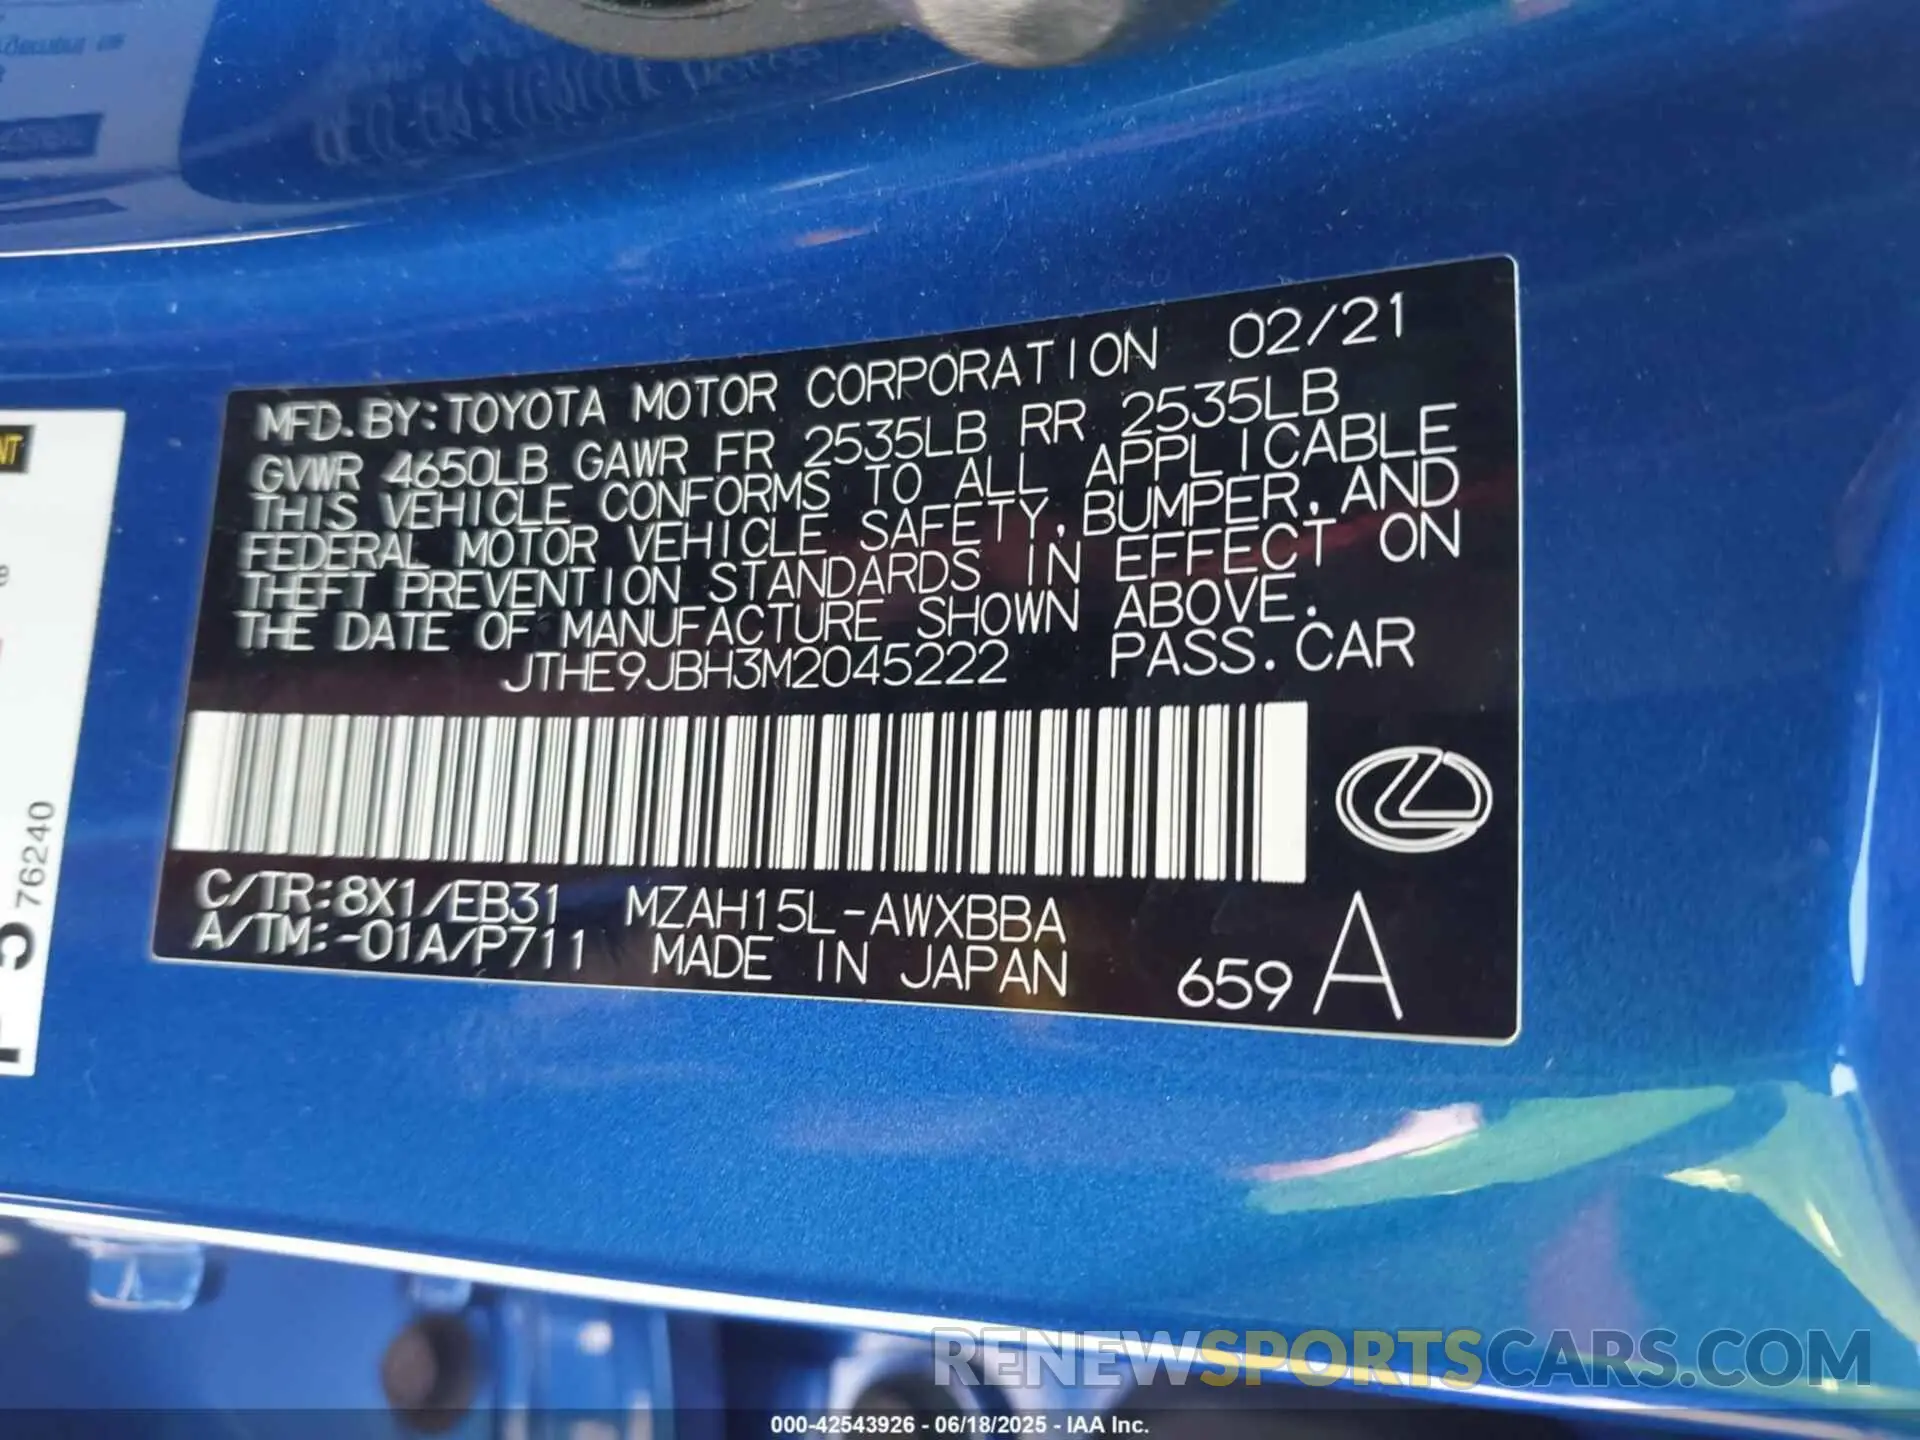 MFD. BY: TOYOTA MOTOR CORPORATION 02/21
GVWR 4650LB GAWR FR 2535LB RR 2535LB
THIS VEHICLE CONFORMS TO ALL APPLICABLE
FEDERAL MOTOR VEHICLE SAFETY, BUMPER, AND
THEFT PREVENTION STANDARDS IN EFFECT ON
THE DATE OF MANUFACTURE SHOWN ABOVE.
JTHE9JBH3M2045222 PASS. CAR
C/TR: 8X1/EB31 MZAH15L-AWXBBA
A/TM: -01A/P711 MADE IN JAPAN 659 A
76240
RENEWSPORTSCARS.COM
000-42543926 - 06/18/2025 - IAA Inc.